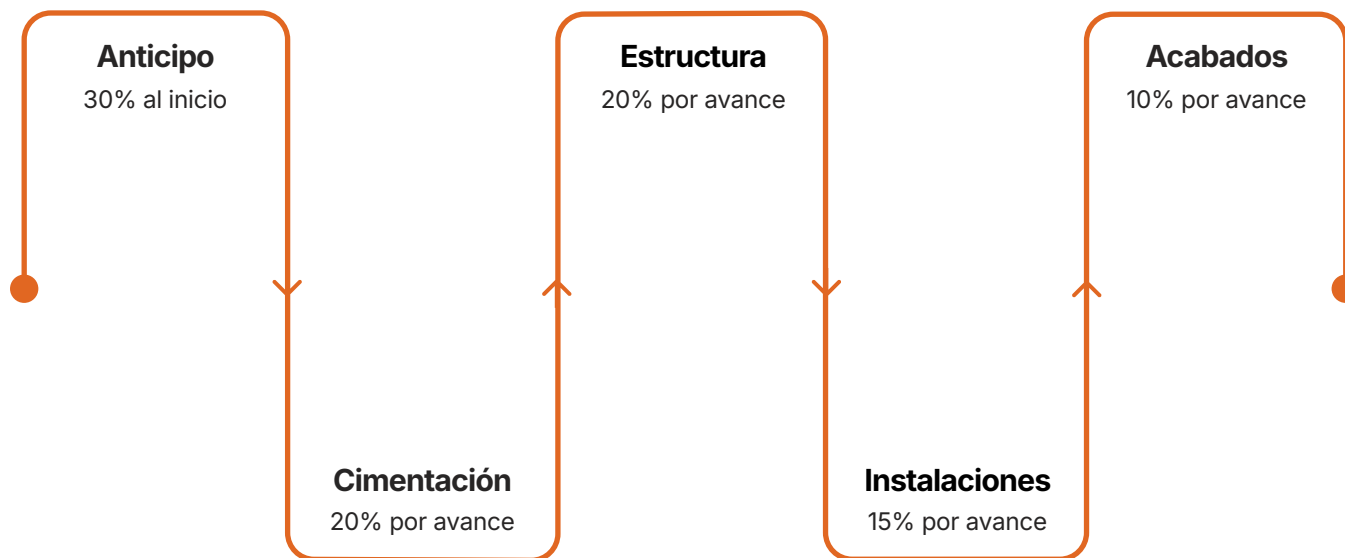 Anticipo
30% al inicio
Cimentación
20% por avance
Estructura
20% por avance
Instalaciones
15% por avance
Acabados
10% por avance